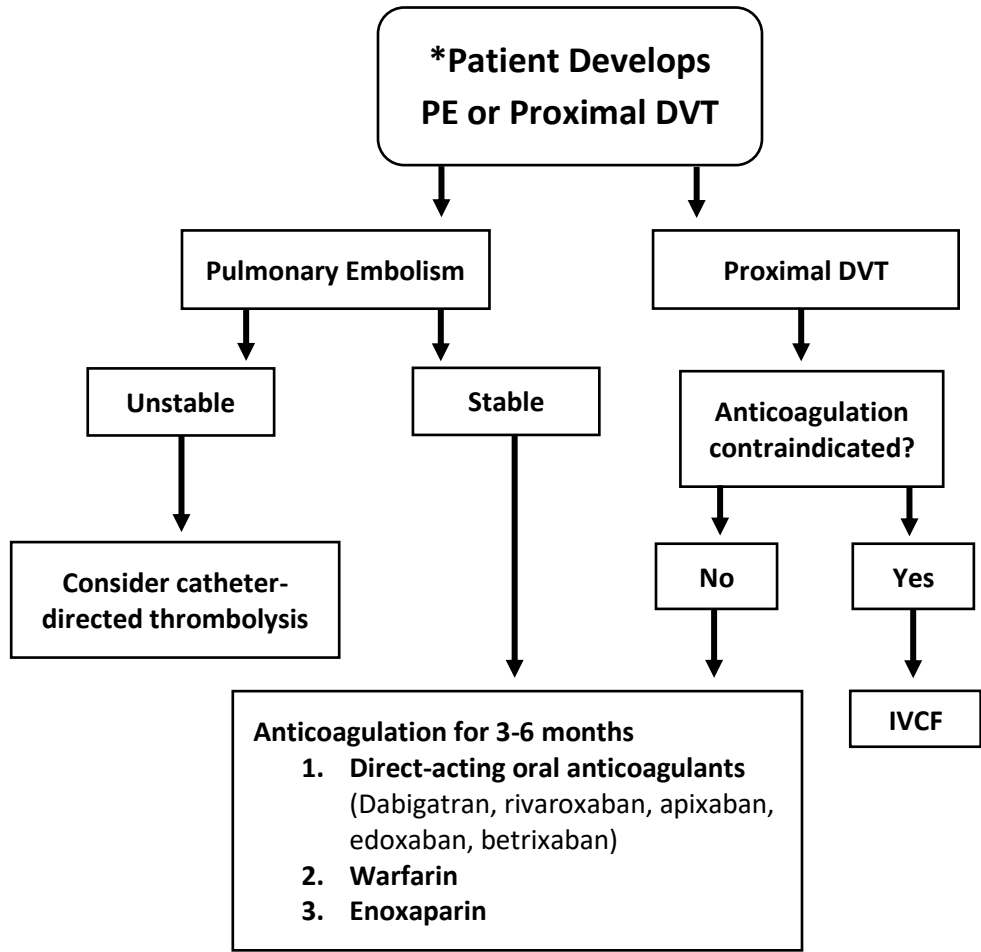 *Patient Develops
PE or Proximal DVT
Pulmonary Embolism
Proximal DVT
Unstable
Stable
Anticoagulation
contraindicated?
Consider catheter-
directed thrombolysis
No
Yes
IVCF
Anticoagulation for 3-6 months
1. Direct-acting oral anticoagulants
(Dabigatran, rivaroxaban, apixaban,
edoxaban, betrixaban)
2. Warfarin
3. Enoxaparin